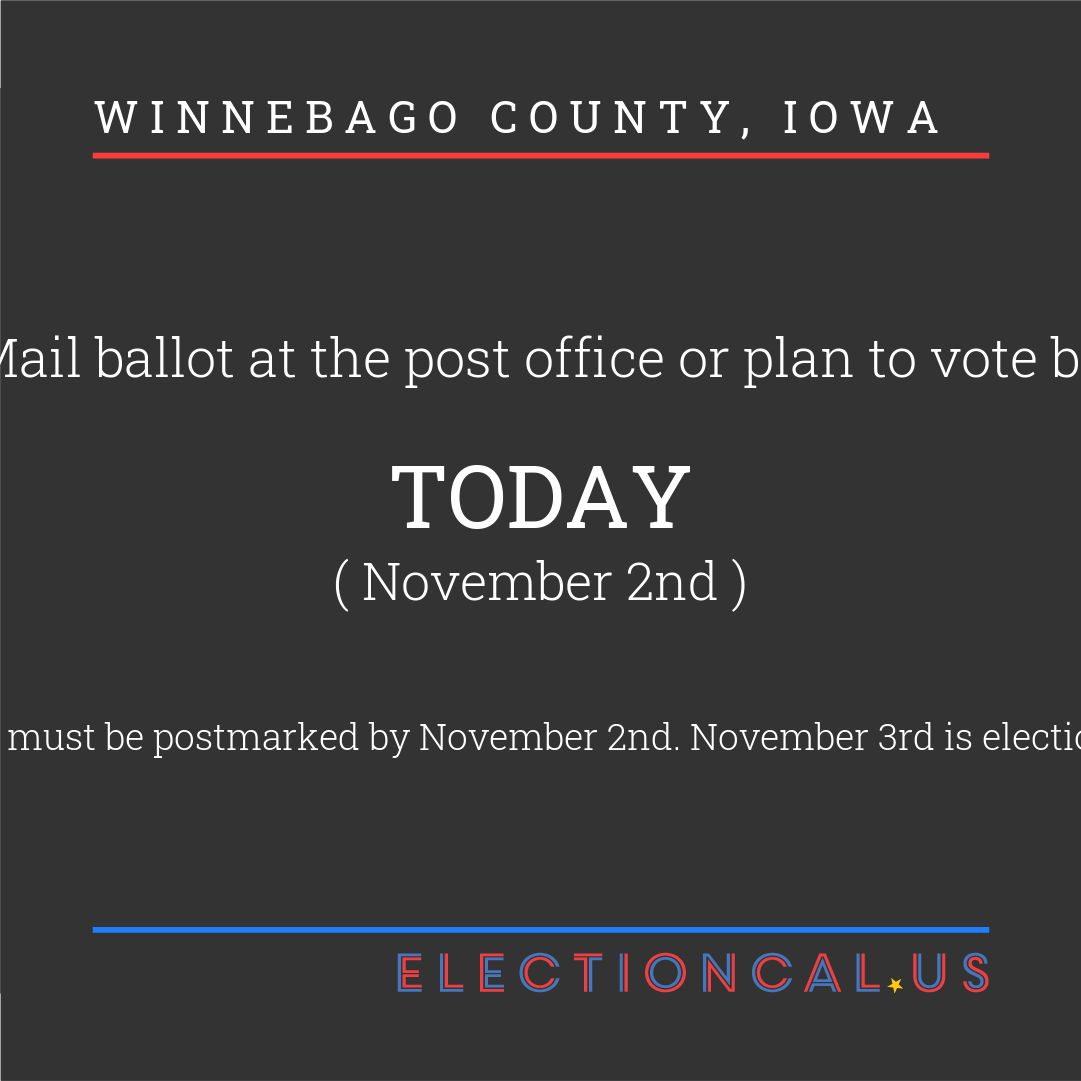 WINNEBAGO COUNTY, IOWA
Mail ballot at the post office or plan to vote b
TODAY
( November 2nd )
must be postmarked by November 2nd. November 3rd is electio
ELECTIONCAL.US